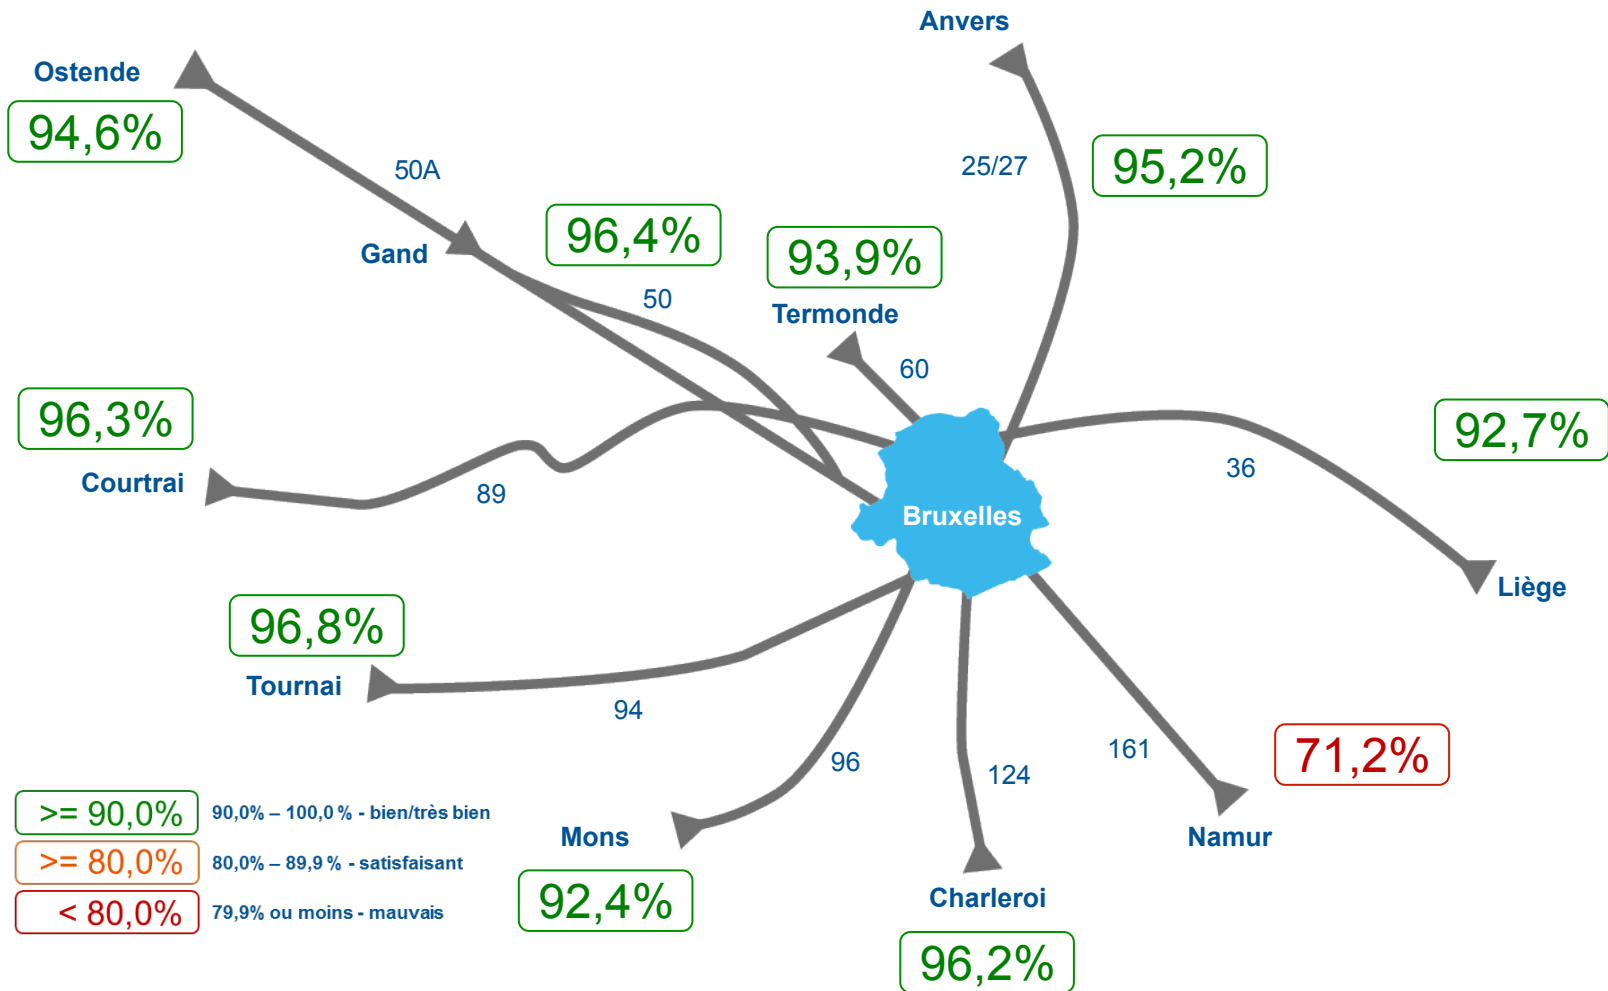 Anvers
Ostende
94,6%
50A
25/27
95,2%
Gand
96,4%
93,9%
50
Termonde
60
96,3%
92,7%
Courtrai
89
36
Bruxelles
Liège
96,8%
Tournai
94
96
124
161
71,2%
Namur
Mons
92,4%
Charleroi
96,2%
>= 90,0% 90,0% – 100,0 % - bien/très bien
>= 80,0% 80,0% – 89,9 % - satisfaisant
< 80,0% 79,9% ou moins - mauvais